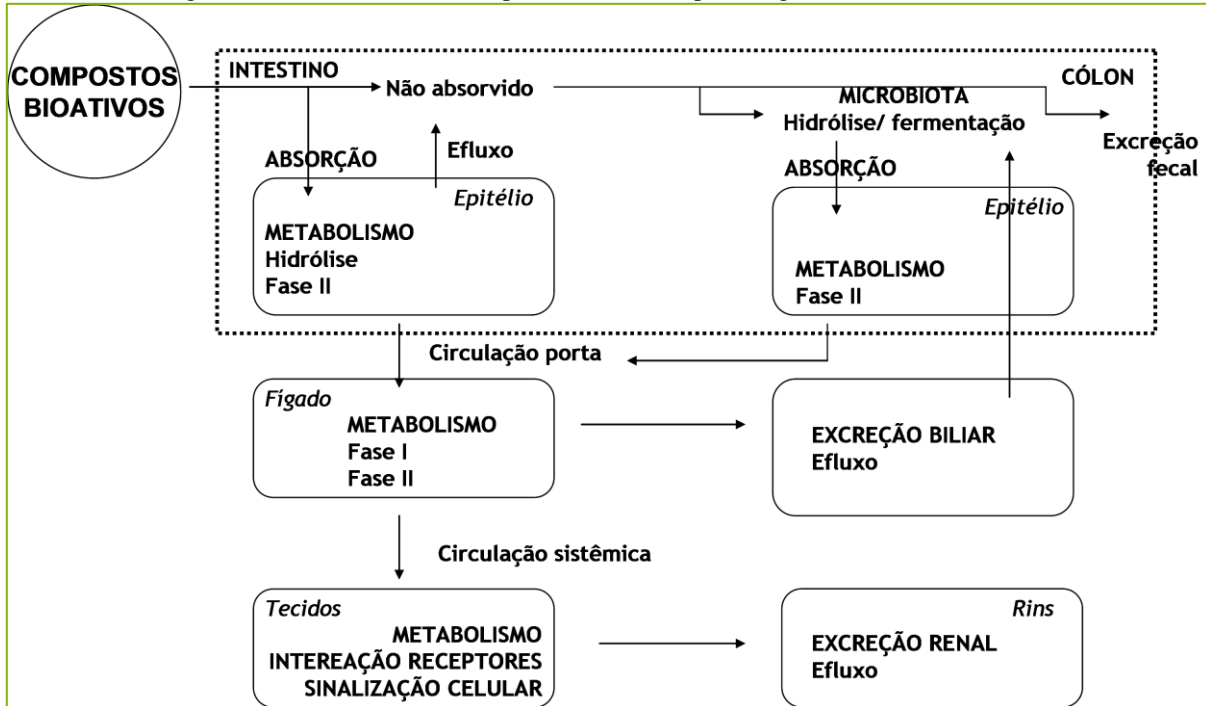 COMPOSTOS
BIOATIVOS
INTESTINO
Não absorvido
CÓLON
MICROBIOTA
Hidrólise/ fermentação
Excreção
fecal
ABSORÇÃO
Efluxo
ABSORÇÃO
Epitélio
METABOLISMO
Hidrólise
Fase II
Epitélio
METABOLISMO
Fase II
Circulação porta
Fígado
METABOLISMO
Fase I
Fase II
EXCREÇÃO BILIAR
Efluxo
Circulação sistêmica
Tecidos
METABOLISMO
INTEREAÇÃO RECEPTORES
SINALIZAÇÃO CELULAR
Rins
EXCREÇÃO RENAL
Efluxo